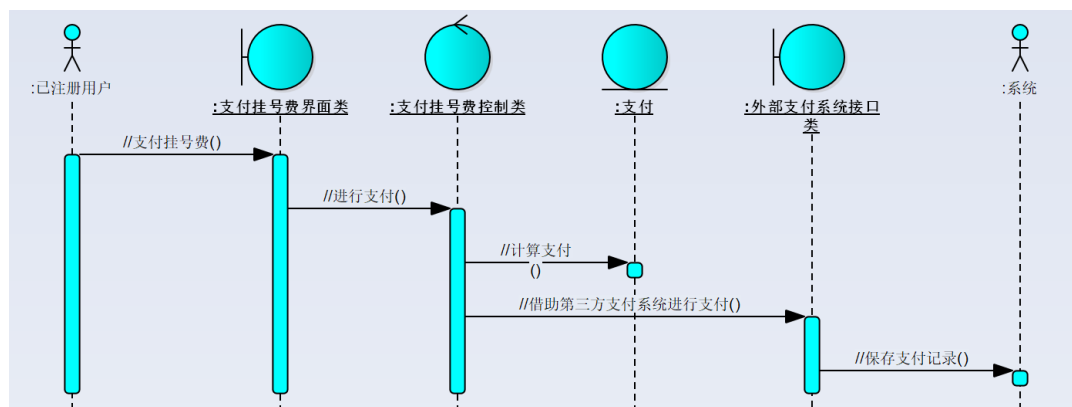 :已注册用户
:支付挂号费界面类
:支付挂号费控制类
:支付
:外部支付系统接口
类
:系统
//支付挂号费()
//进行支付()
//计算支付
()
//借助第三方支付系统进行支付()
//保存支付记录()